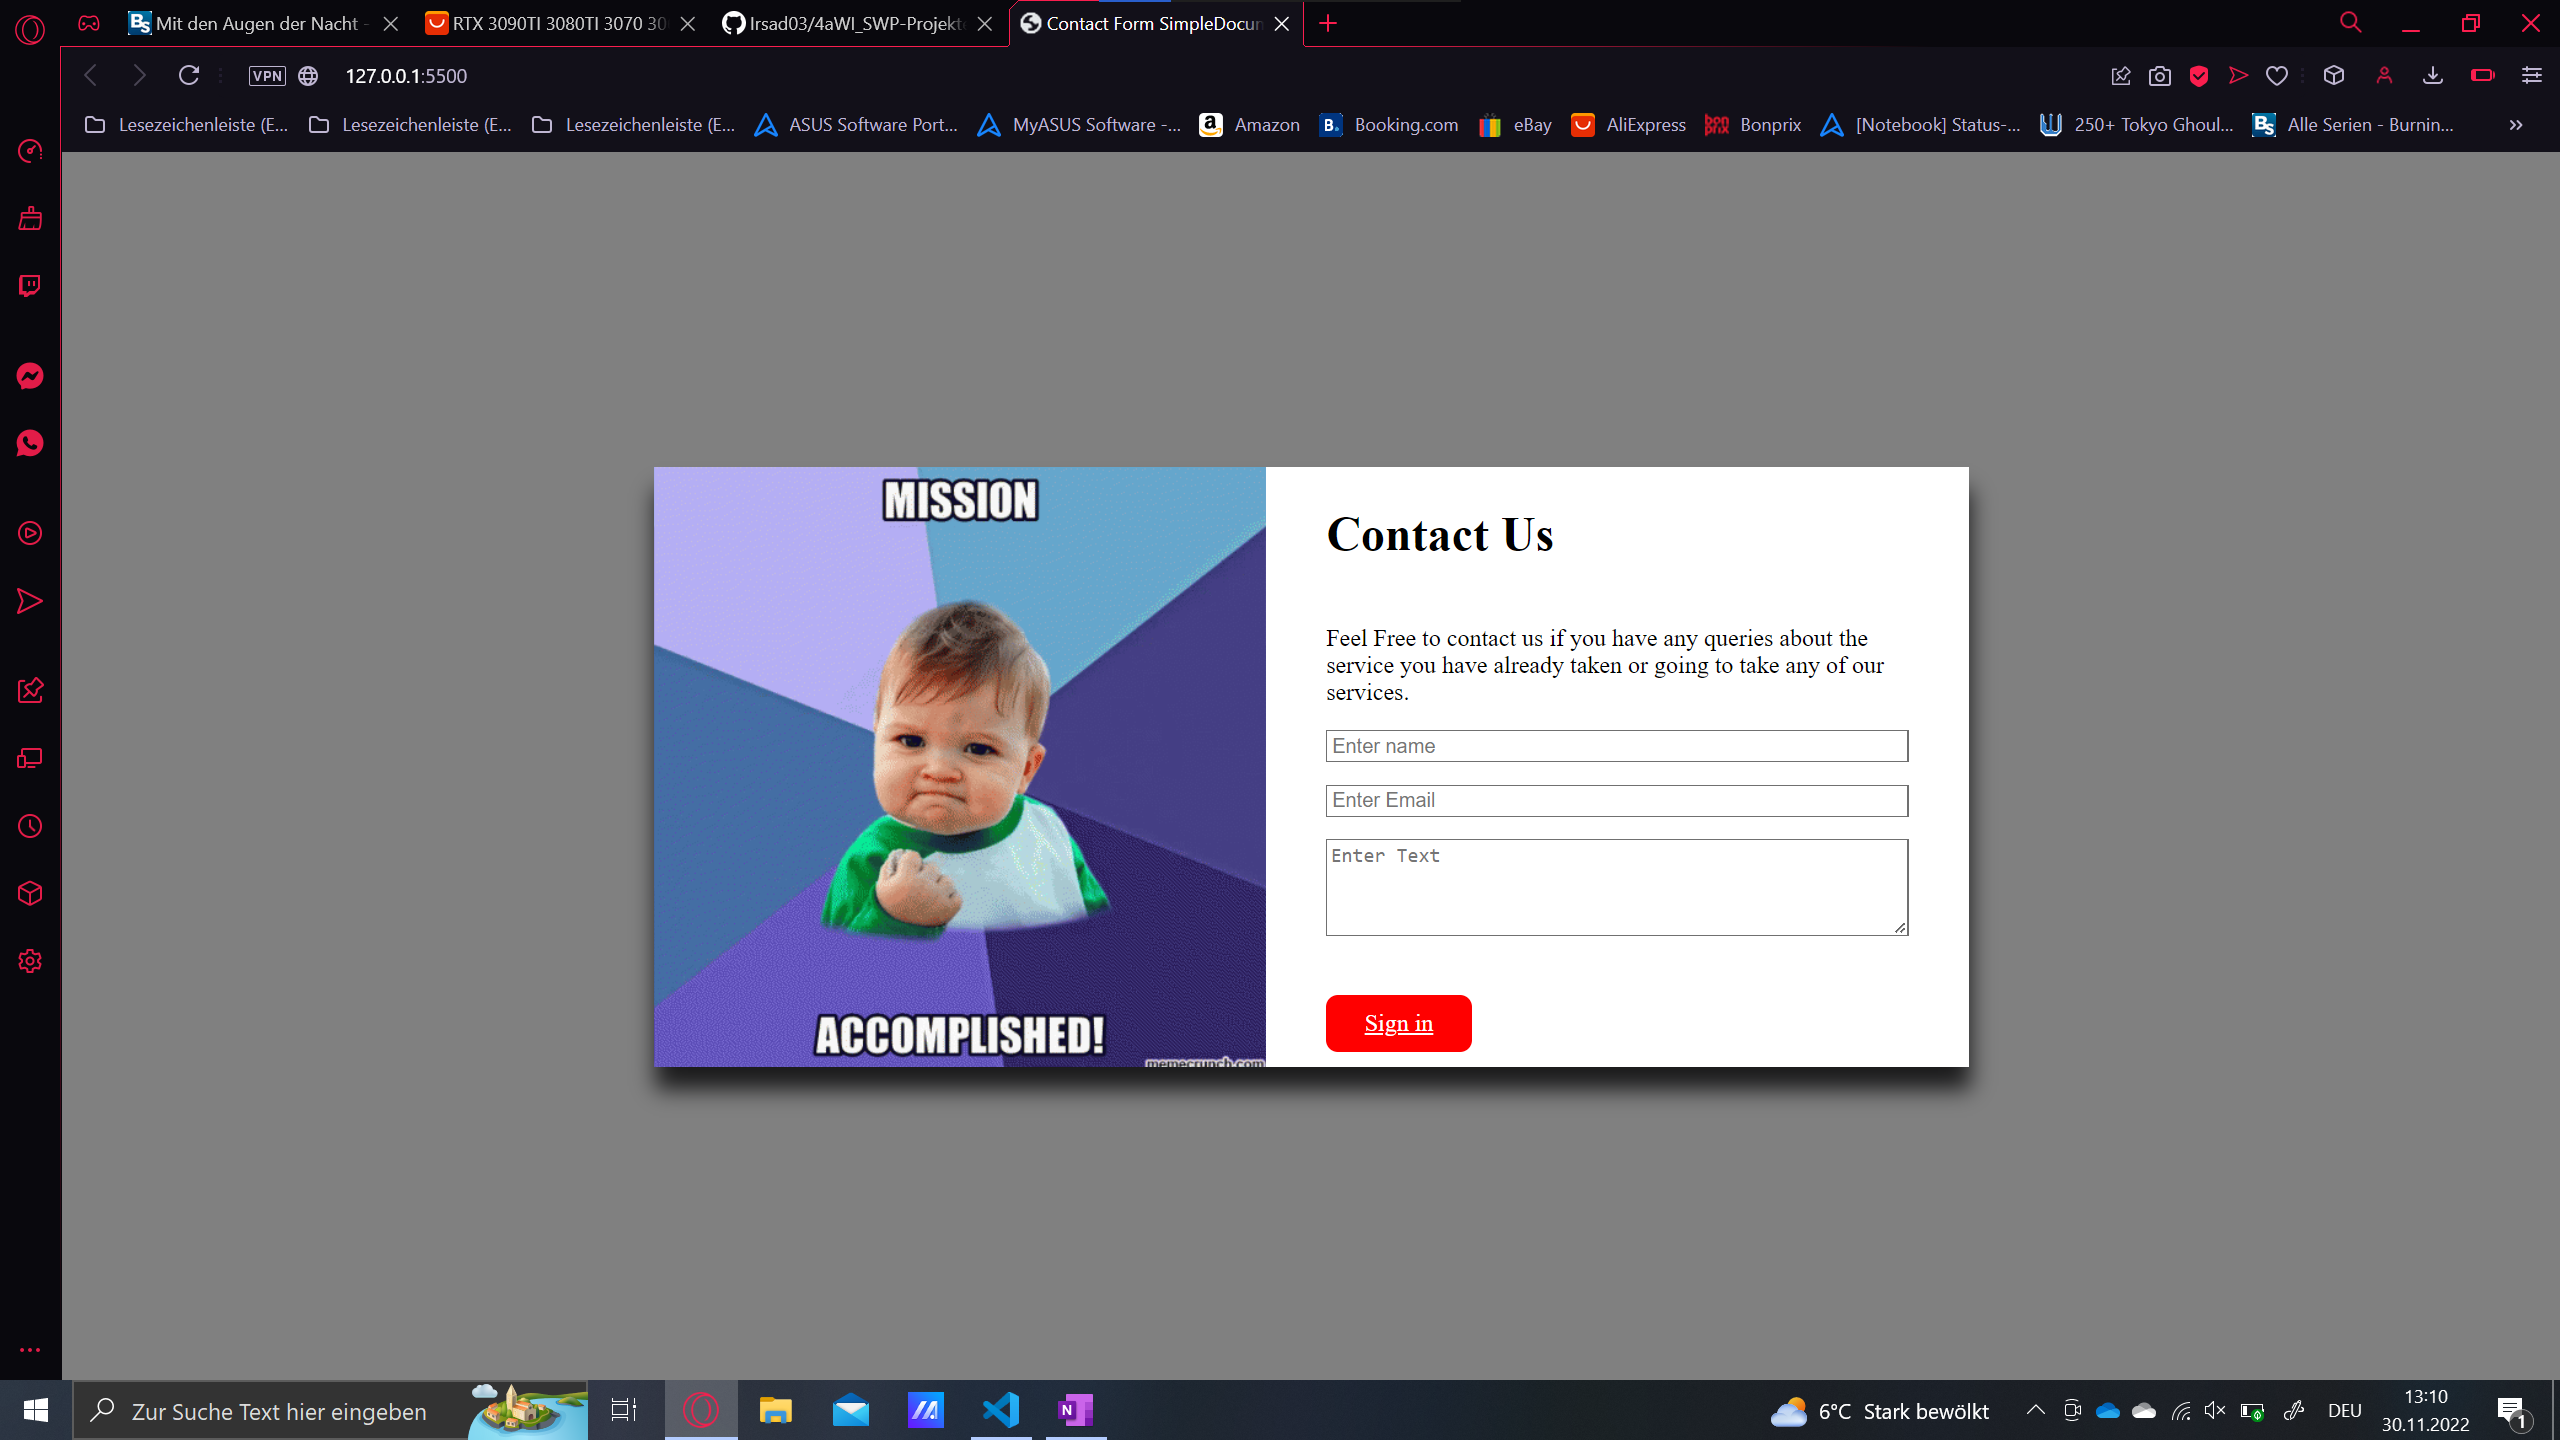 Mit den Augen der Nacht -
RTX 3090TI 3080TI 3070 30
Irsad03/4aWI_SWP-Projekte
Contact Form SimpleDocum
VPN
127.0.0.1:5500
Lesezeichenleiste (E...
Lesezeichenleiste (E...
Lesezeichenleiste (E...
ASUS Software Port...
MyASUS Software -...
Amazon
Booking.com
eBay
AliExpress
Bonprix
[Notebook] Status-...
250+ Tokyo Ghoul...
Alle Serien - Burnin...
MISSION
ACCOMPLISHED!
memecrunch.com
Contact Us
Feel Free to contact us if you have any queries about the
service you have already taken or going to take any of our
services.
Enter name
Enter Email
Enter Text
Sign in
Zur Suche Text hier eingeben
6°C Stark bewölkt
DEU
13:10
30.11.2022
1